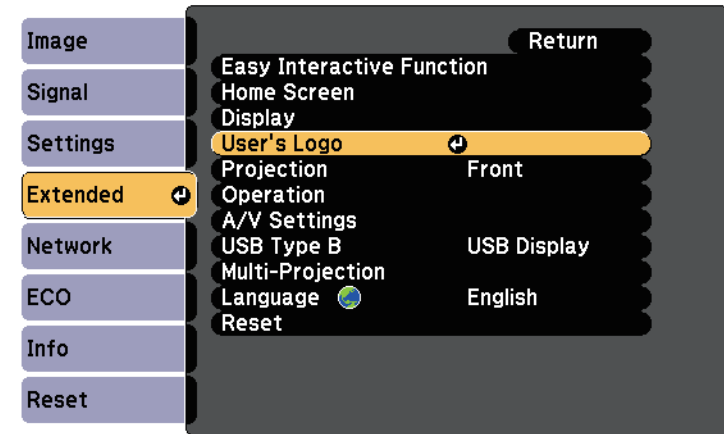 Image
Signal
Settings
Extended
Network
ECO
Info
Reset
Return
Easy Interactive Function
Home Screen
Display
User's Logo
Projection Front
Operation
A/V Settings
USB Type B USB Display
Multi-Projection
Language English
Reset